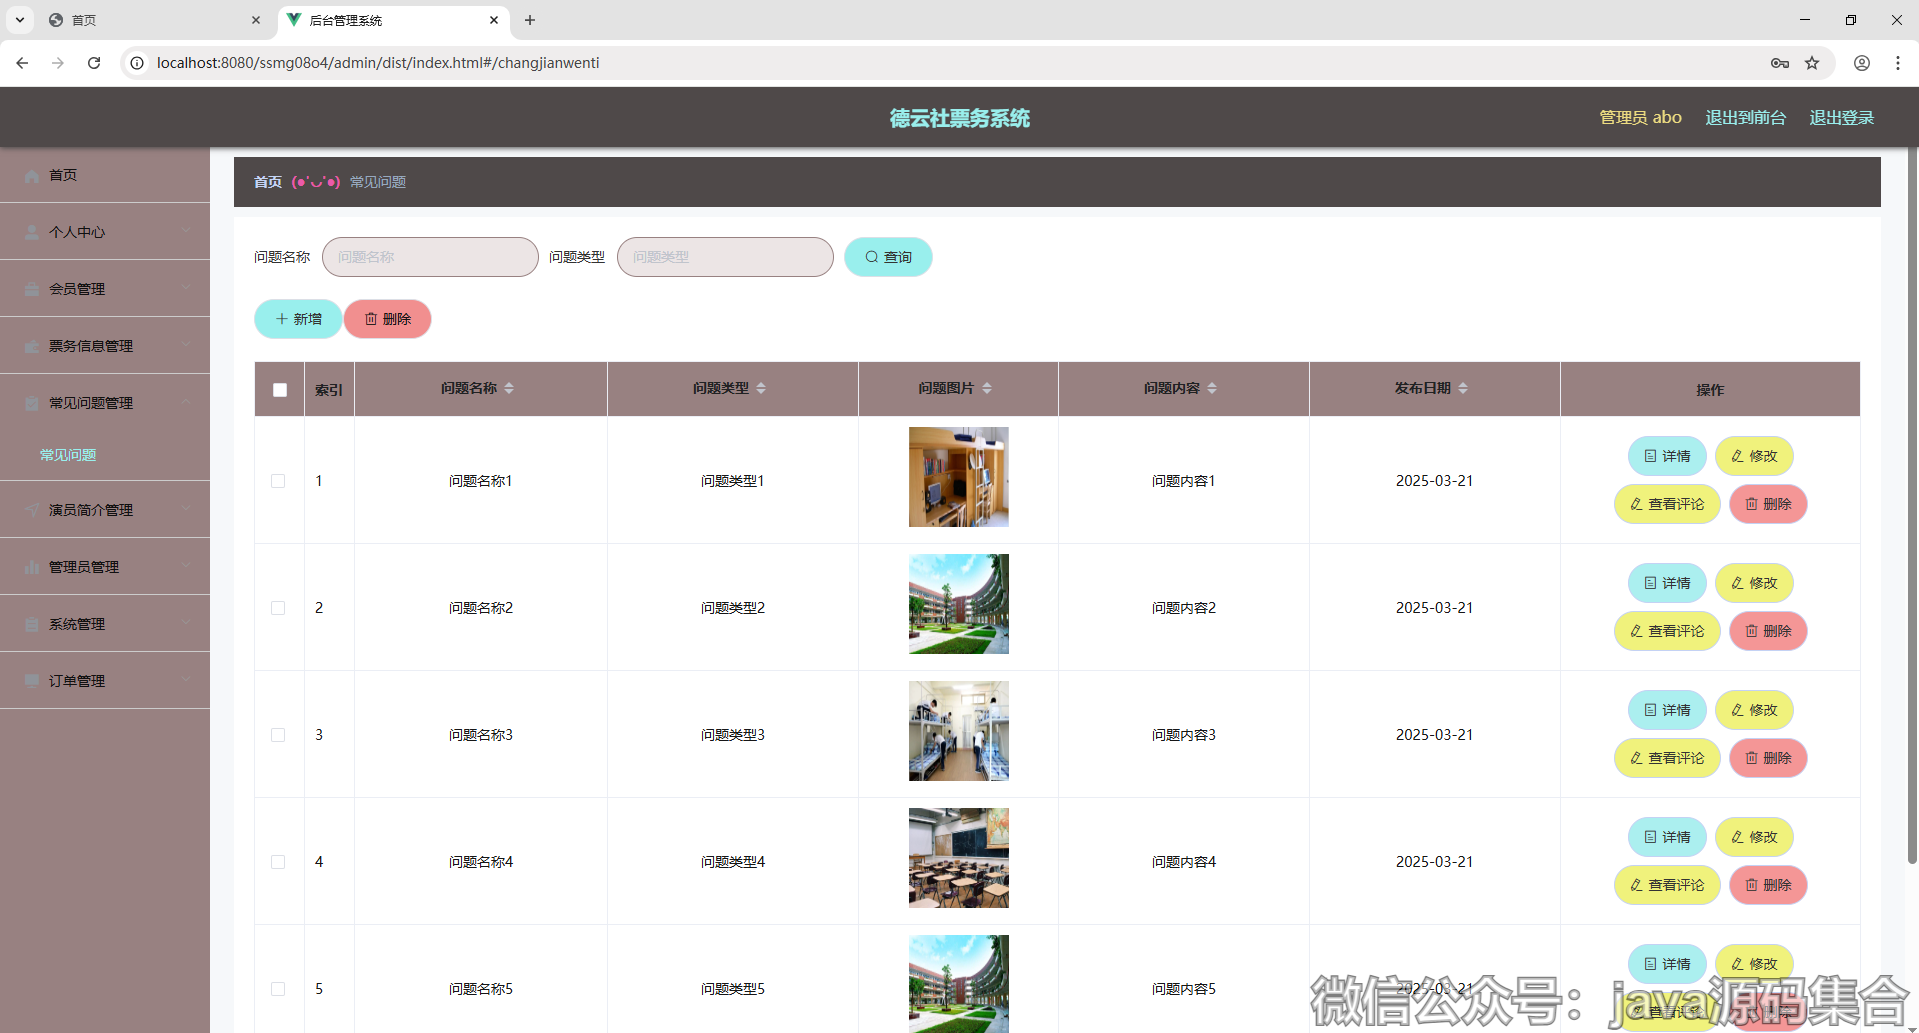 首页
后台管理系统
localhost:8080/ssmg08o4/admin/dist/index.html#/changjianwenti
德云社票务系统
管理员 abo 退出到前台 退出登录
首页
个人中心
会员管理
票务信息管理
常见问题管理
常见问题
演员简介管理
管理员管理
系统管理
订单管理
首页 (●'◡'●) 常见问题
问题名称 问题名称 问题类型 问题类型 查询
新增 删除
索引 问题名称 问题类型 问题图片 问题内容 发布日期 操作
1 问题名称1 问题类型1 问题内容1 2025-03-21
详情 修改
查看评论 删除
2 问题名称2 问题类型2 问题内容2 2025-03-21
详情 修改
查看评论 删除
3 问题名称3 问题类型3 问题内容3 2025-03-21
详情 修改
查看评论 删除
4 问题名称4 问题类型4 问题内容4 2025-03-21
详情 修改
查看评论 删除
5 问题名称5 问题类型5 问题内容5 2025-03-21
详情 修改
查看评论 删除
微信公众号：java源码集合